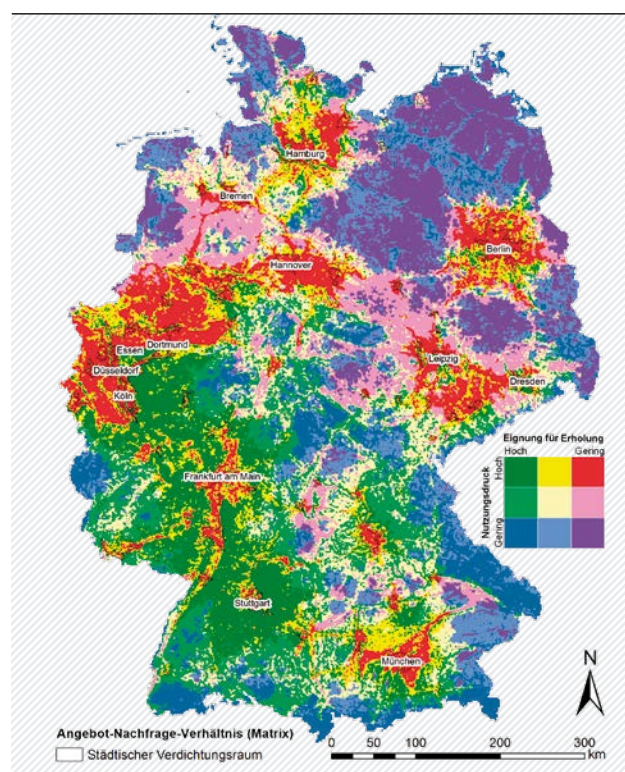 Hamburg
Bremen
Berlin
Hannover
Essen Dortmund
Düsseldorf
Köln
Leipzig
Dresden
Frankfurt am Main
Stuttgart
München
Eignung für Erholung
Hoch Gering
Nutzungsdruck
Hoch
Gering
N
Angebot-Nachfrage-Verhältnis (Matrix)
Städtischer Verdichtungsraum
0 50 100 200 300
km